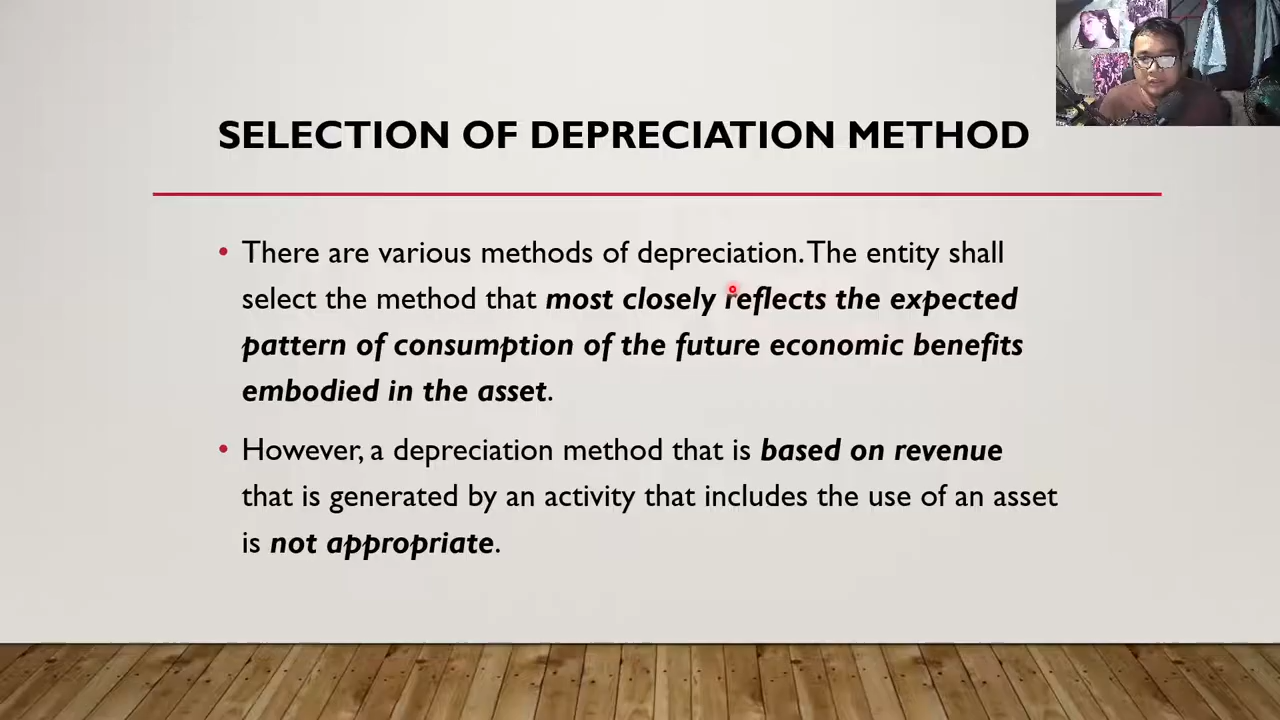 SELECTION OF DEPRECIATION METHOD
• There are various methods of depreciation. The entity shall
select the method that most closely reflects the expected
pattern of consumption of the future economic benefits
embodied in the asset.
• However, a depreciation method that is based on revenue
that is generated by an activity that includes the use of an asset
is not appropriate.